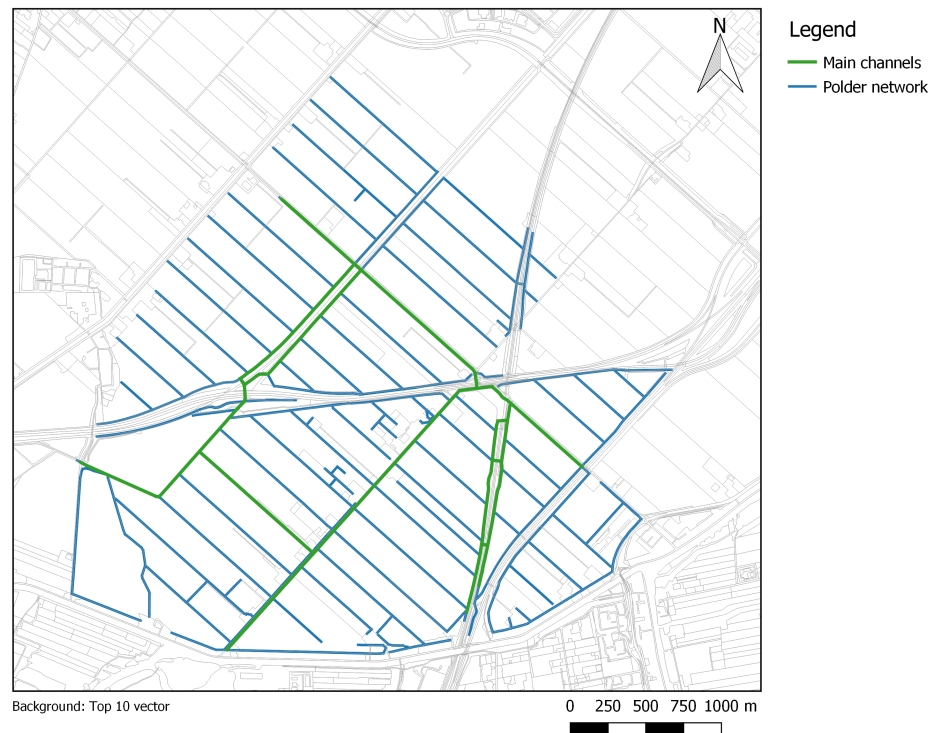 N
Legend
Main channels
Polder network
Background: Top 10 vector
0 250 500 750 1000 m